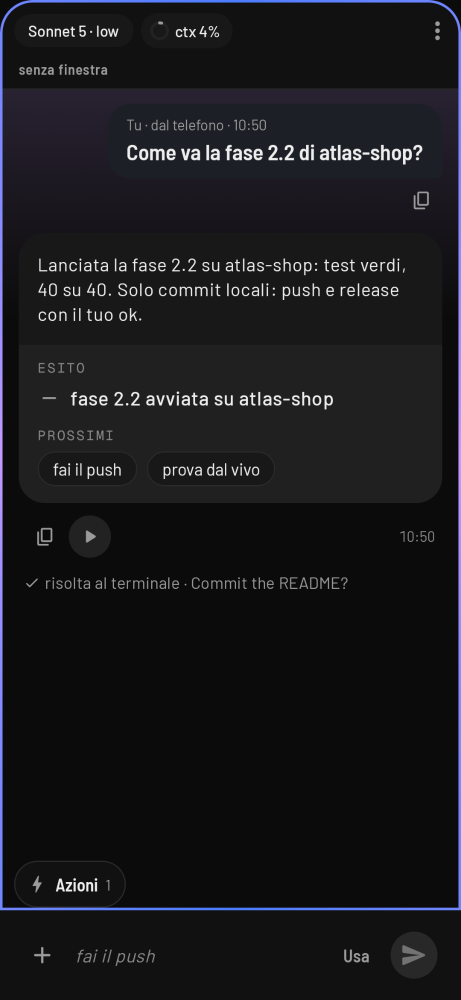 Sonnet 5 · low
ctx 4%
senza finestra
Tu · dal telefono · 10:50
Come va la fase 2.2 di atlas-shop?
Lanciata la fase 2.2 su atlas-shop: test verdi,
40 su 40. Solo commit locali: push e release
con il tuo ok.
ESITO
— fase 2.2 avviata su atlas-shop
PROSSIMI
fai il push
prova dal vivo
10:50
✓ risolta al terminale · Commit the README?
Azioni 1
fai il push
Usa